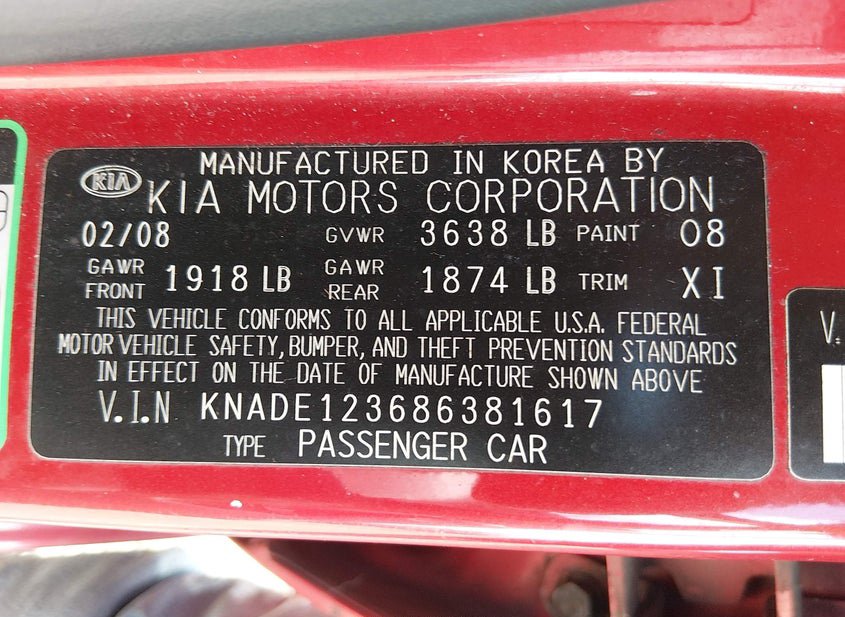 MANUFACTURED IN KOREA BY
KIA
KIA MOTORS CORPORATION
02/08 GVWR 3638 LB PAINT 08
GAWR FRONT 1918 LB GAWR REAR 1874 LB TRIM XI
THIS VEHICLE CONFORMS TO ALL APPLICABLE U.S.A. FEDERAL
MOTOR VEHICLE SAFETY, BUMPER, AND THEFT PREVENTION STANDARDS
IN EFFECT ON THE DATE OF MANUFACTURE SHOWN ABOVE
V.I.N KNADE123686381617
TYPE PASSENGER CAR
V.